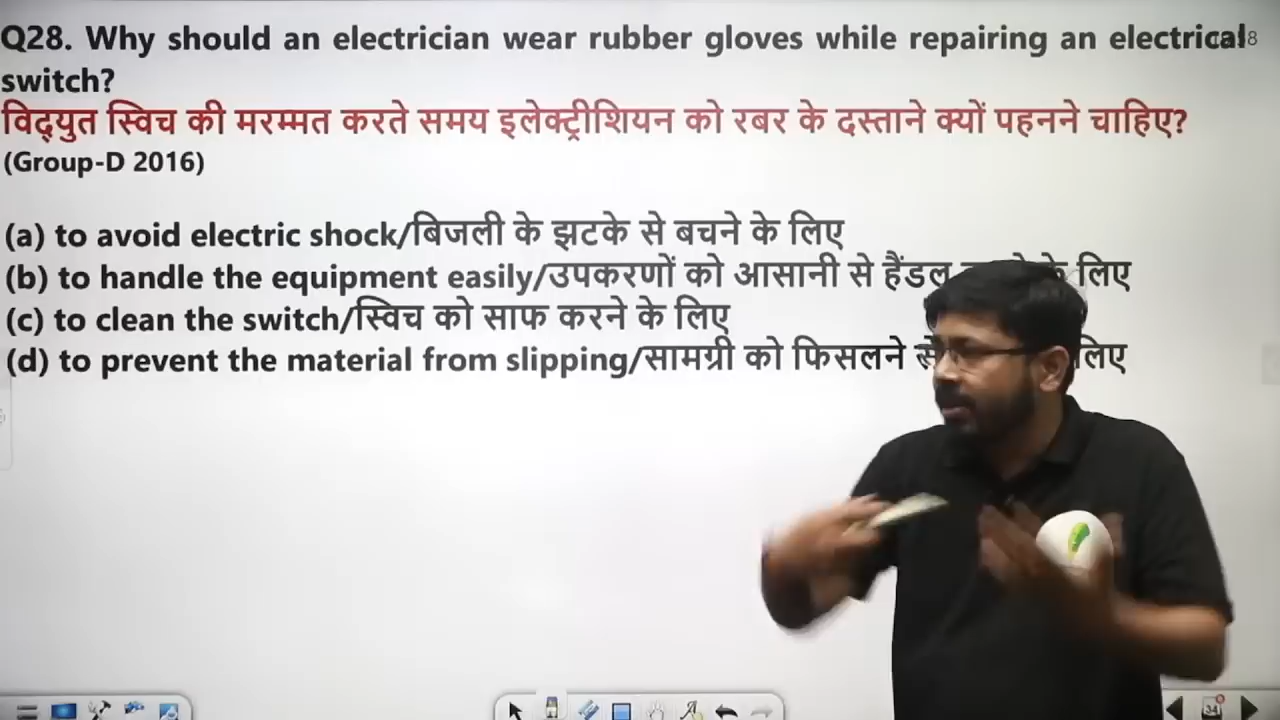 Q28. Why should an electrician wear rubber gloves while repairing an electrical
switch?
विद्युत स्विच की मरम्मत करते समय इलेक्ट्रीशियन को रबर के दस्ताने क्यों पहनने चाहिए?
(Group-D 2016)
(a) to avoid electric shock/बिजली के झटके से बचने के लिए
(b) to handle the equipment easily/उपकरणों को आसानी से हैंडल के लिए
(c) to clean the switch/स्विच को साफ करने के लिए
(d) to prevent the material from slipping/सामग्री को फिसलने से लिए
34